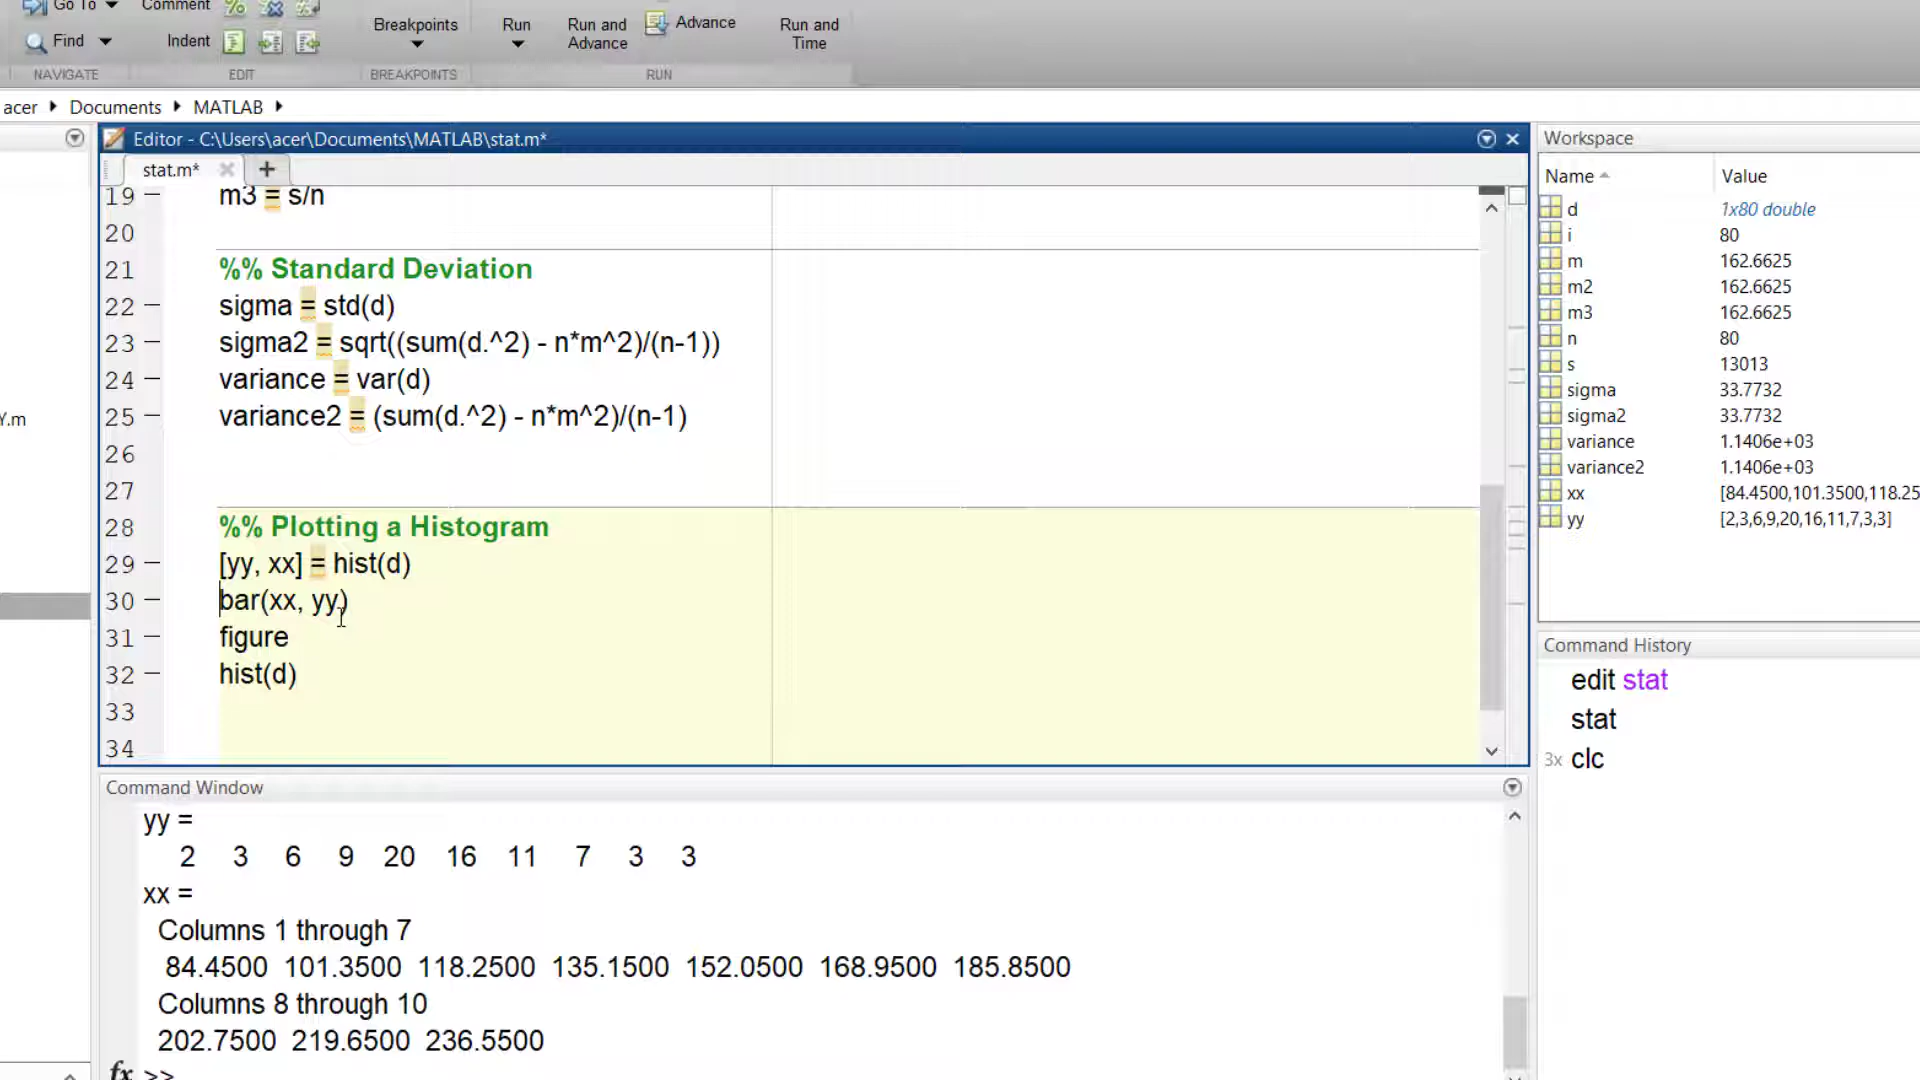 Go To Comment
Breakpoints Run Run and Advance Advance Run and Time
Find Indent
NAVIGATE EDIT BREAKPOINTS RUN
acer Documents MATLAB
Editor - C:\Users\acer\Documents\MATLAB\stat.m*
stat.m*
Y.m
19 m3 = s/n
20
21 %% Standard Deviation
22 sigma = std(d)
23 sigma2 = sqrt((sum(d.^2) - n*m^2)/(n-1))
24 variance = var(d)
25 variance2 = (sum(d.^2) - n*m^2)/(n-1)
26
27
28 %% Plotting a Histogram
29 [yy, xx] = hist(d)
30 bar(xx, yy)
31 figure
32 hist(d)
33
34
Command Window
yy =
2 3 6 9 20 16 11 7 3 3
xx =
Columns 1 through 7
84.4500 101.3500 118.2500 135.1500 152.0500 168.9500 185.8500
Columns 8 through 10
202.7500 219.6500 236.5500
fx >>
Workspace
Name Value
d 1x80 double
i 80
m 162.6625
m2 162.6625
m3 162.6625
n 80
s 13013
sigma 33.7732
sigma2 33.7732
variance 1.1406e+03
variance2 1.1406e+03
xx [84.4500,101.3500,118.25
yy [2,3,6,9,20,16,11,7,3,3]
Command History
edit stat
stat
3x clc